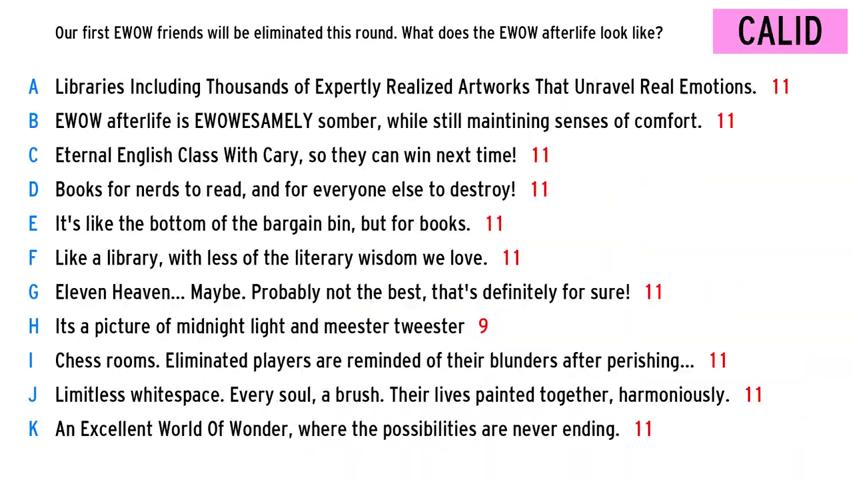 Our first EWOW friends will be eliminated this round. What does the EWOW afterlife look like?
CALID
A Libraries Including Thousands of Expertly Realized Artworks That Unravel Real Emotions. 11
B EWOW afterlife is EWOWESAMELY somber, while still maintining senses of comfort. 11
C Eternal English Class With Cary, so they can win next time! 11
D Books for nerds to read, and for everyone else to destroy! 11
E It's like the bottom of the bargain bin, but for books. 11
F Like a library, with less of the literary wisdom we love. 11
G Eleven Heaven... Maybe. Probably not the best, that's definitely for sure! 11
H Its a picture of midnight light and meester tweester 9
I Chess rooms. Eliminated players are reminded of their blunders after perishing... 11
J Limitless whitespace. Every soul, a brush. Their lives painted together, harmoniously. 11
K An Excellent World Of Wonder, where the possibilities are never ending. 11